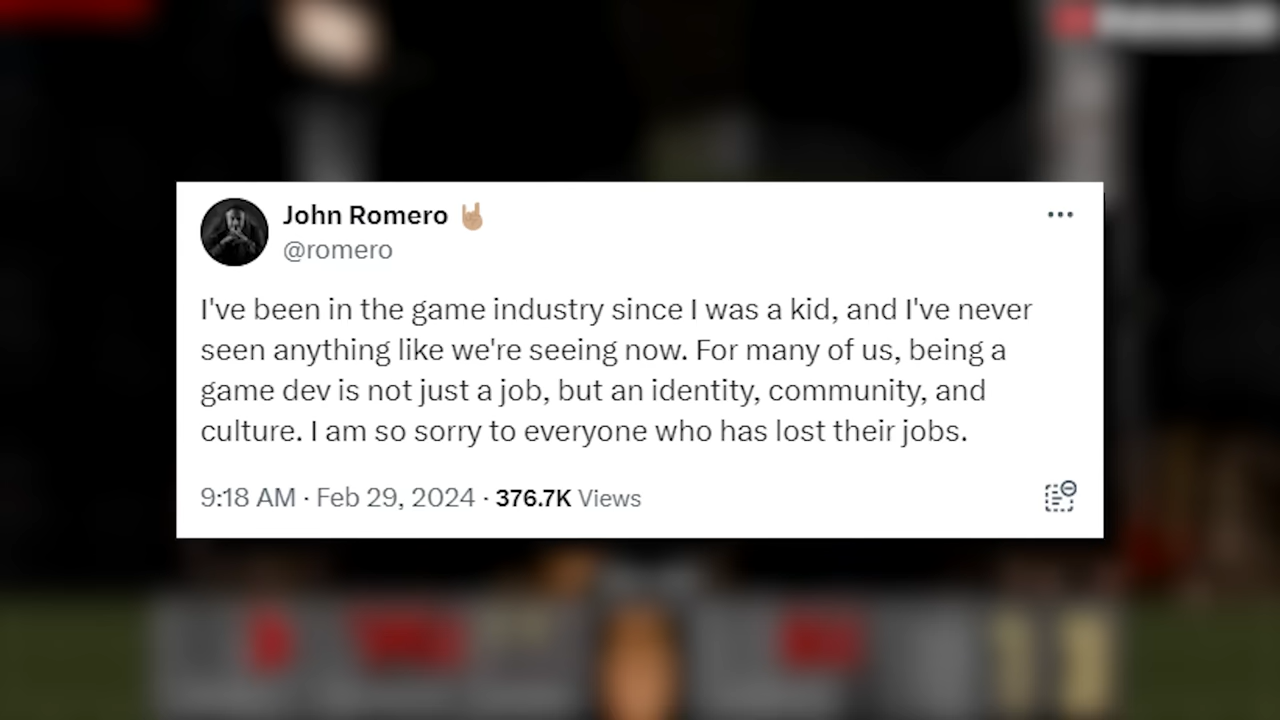 John Romero 🤘🏼
@romero
I've been in the game industry since I was a kid, and I've never
seen anything like we're seeing now. For many of us, being a
game dev is not just a job, but an identity, community, and
culture. I am so sorry to everyone who has lost their jobs.
9:18 AM · Feb 29, 2024 · 376.7K Views